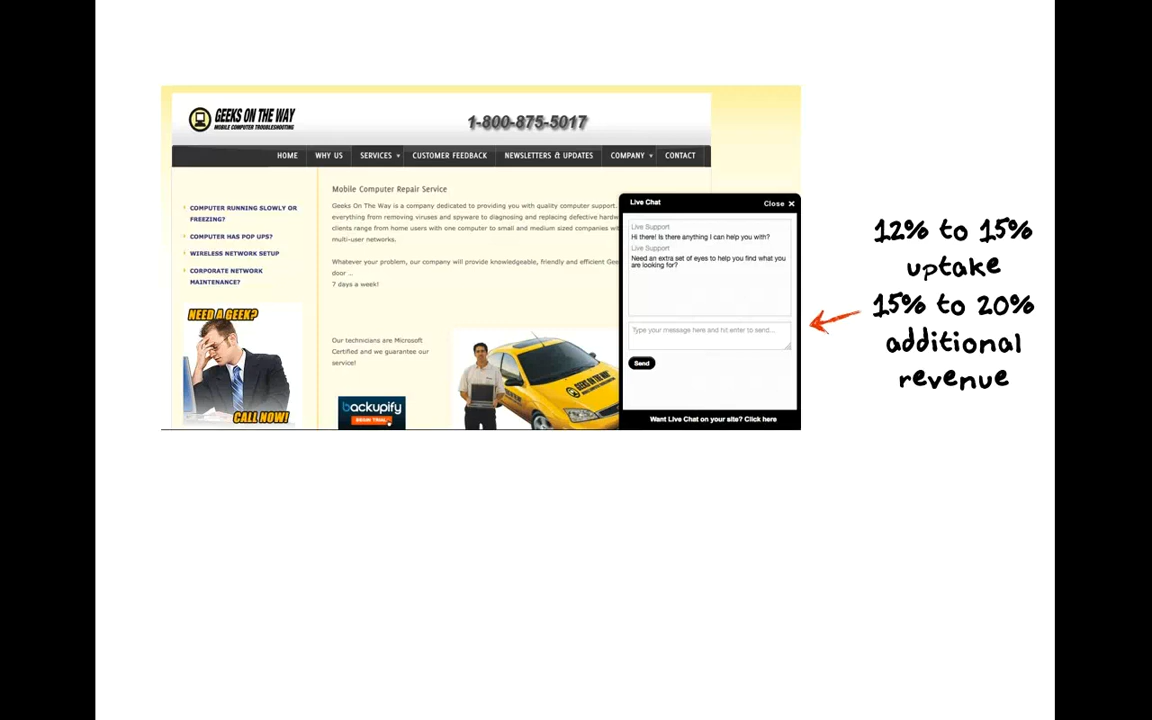 GEEKS ON THE WAY
MOBILE COMPUTER TROUBLESHOOTING
1-800-875-5017
HOME WHY US SERVICES CUSTOMER FEEDBACK NEWSLETTERS & UPDATES COMPANY CONTACT
COMPUTER RUNNING SLOWLY OR
FREEZING?
COMPUTER HAS POP UPS?
WIRELESS NETWORK SETUP
CORPORATE NETWORK
MAINTENANCE?
NEED A GEEK?
CALL NOW!
Mobile Computer Repair Service
Geeks On The Way is a company dedicated to providing you with quality computer support.
everything from removing viruses and spyware to diagnosing and replacing defective hardw
clients range from home users with one computer to small and medium sized companies wit
multi-user networks.
Whatever your problem, our company will provide knowledgeable, friendly and efficient Gee
door ...
7 days a week!
Our technicians are Microsoft
Certified and we guarantee our
service!
backupify
GEEKS ON THE WAY
Live Chat Close
Live Support
Hi there! Is there anything I can help you with?
Live Support
Need an extra set of eyes to help you find what you
are looking for?
Type your message here and hit enter to send...
Send
Want Live Chat on your site? Click here
12% to 15%
uptake
15% to 20%
additional
revenue